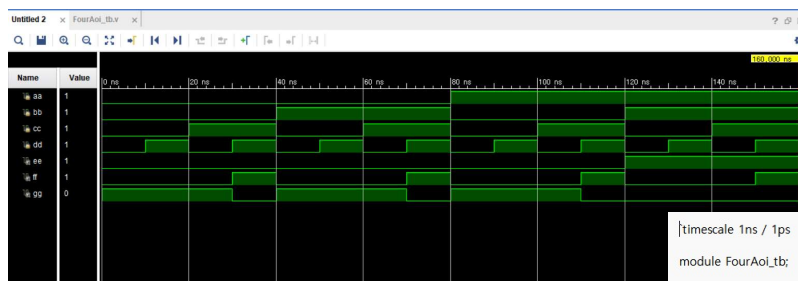 Untitled 2 × FourAoi_tb.v ×
160,000 ns
Name Value
0 ns 20 ns 40 ns 60 ns 80 ns 100 ns 120 ns 140 ns
aa 1
bb 1
cc 1
dd 1
ee 1
ff 1
gg 0
`timescale 1ns / 1ps
module FourAoi_tb;